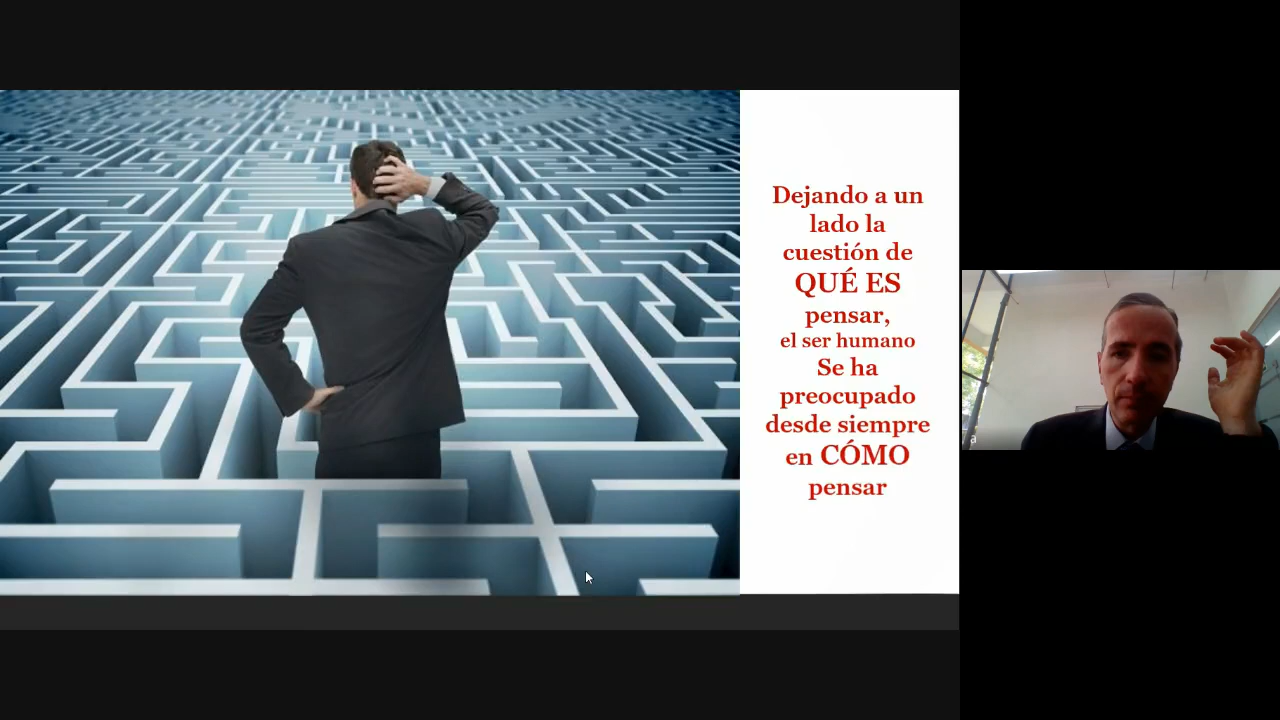 Dejando a un
lado la
cuestión de
QUÉ ES
pensar,
el ser humano
Se ha
preocupado
desde siempre
en CÓMO
pensar
a